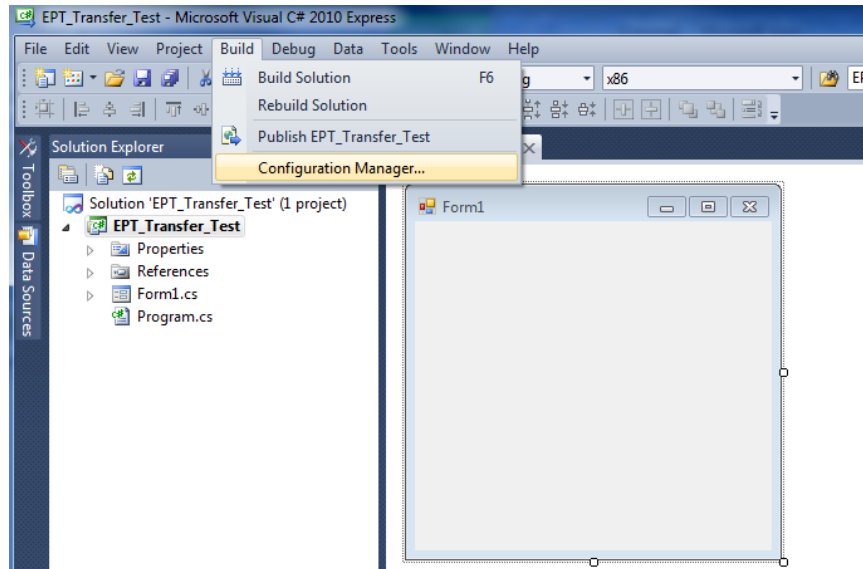 EPT_Transfer_Test - Microsoft Visual C# 2010 Express
File Edit View Project Build Debug Data Tools Window Help
Build Solution F6
x86
Rebuild Solution
Publish EPT_Transfer_Test
Configuration Manager...
Solution Explorer
Toolbox
Data Sources
Solution 'EPT_Transfer_Test' (1 project)
EPT_Transfer_Test
Properties
References
Form1.cs
Program.cs
Form1